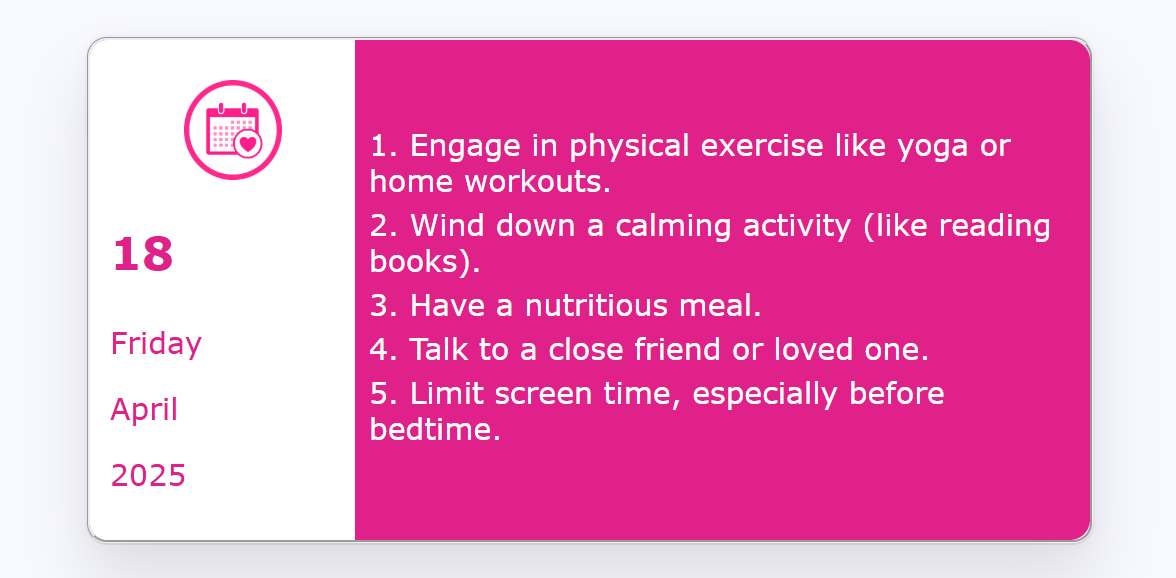 18
Friday
April
2025
1. Engage in physical exercise like yoga or
home workouts.
2. Wind down a calming activity (like reading
books).
3. Have a nutritious meal.
4. Talk to a close friend or loved one.
5. Limit screen time, especially before
bedtime.